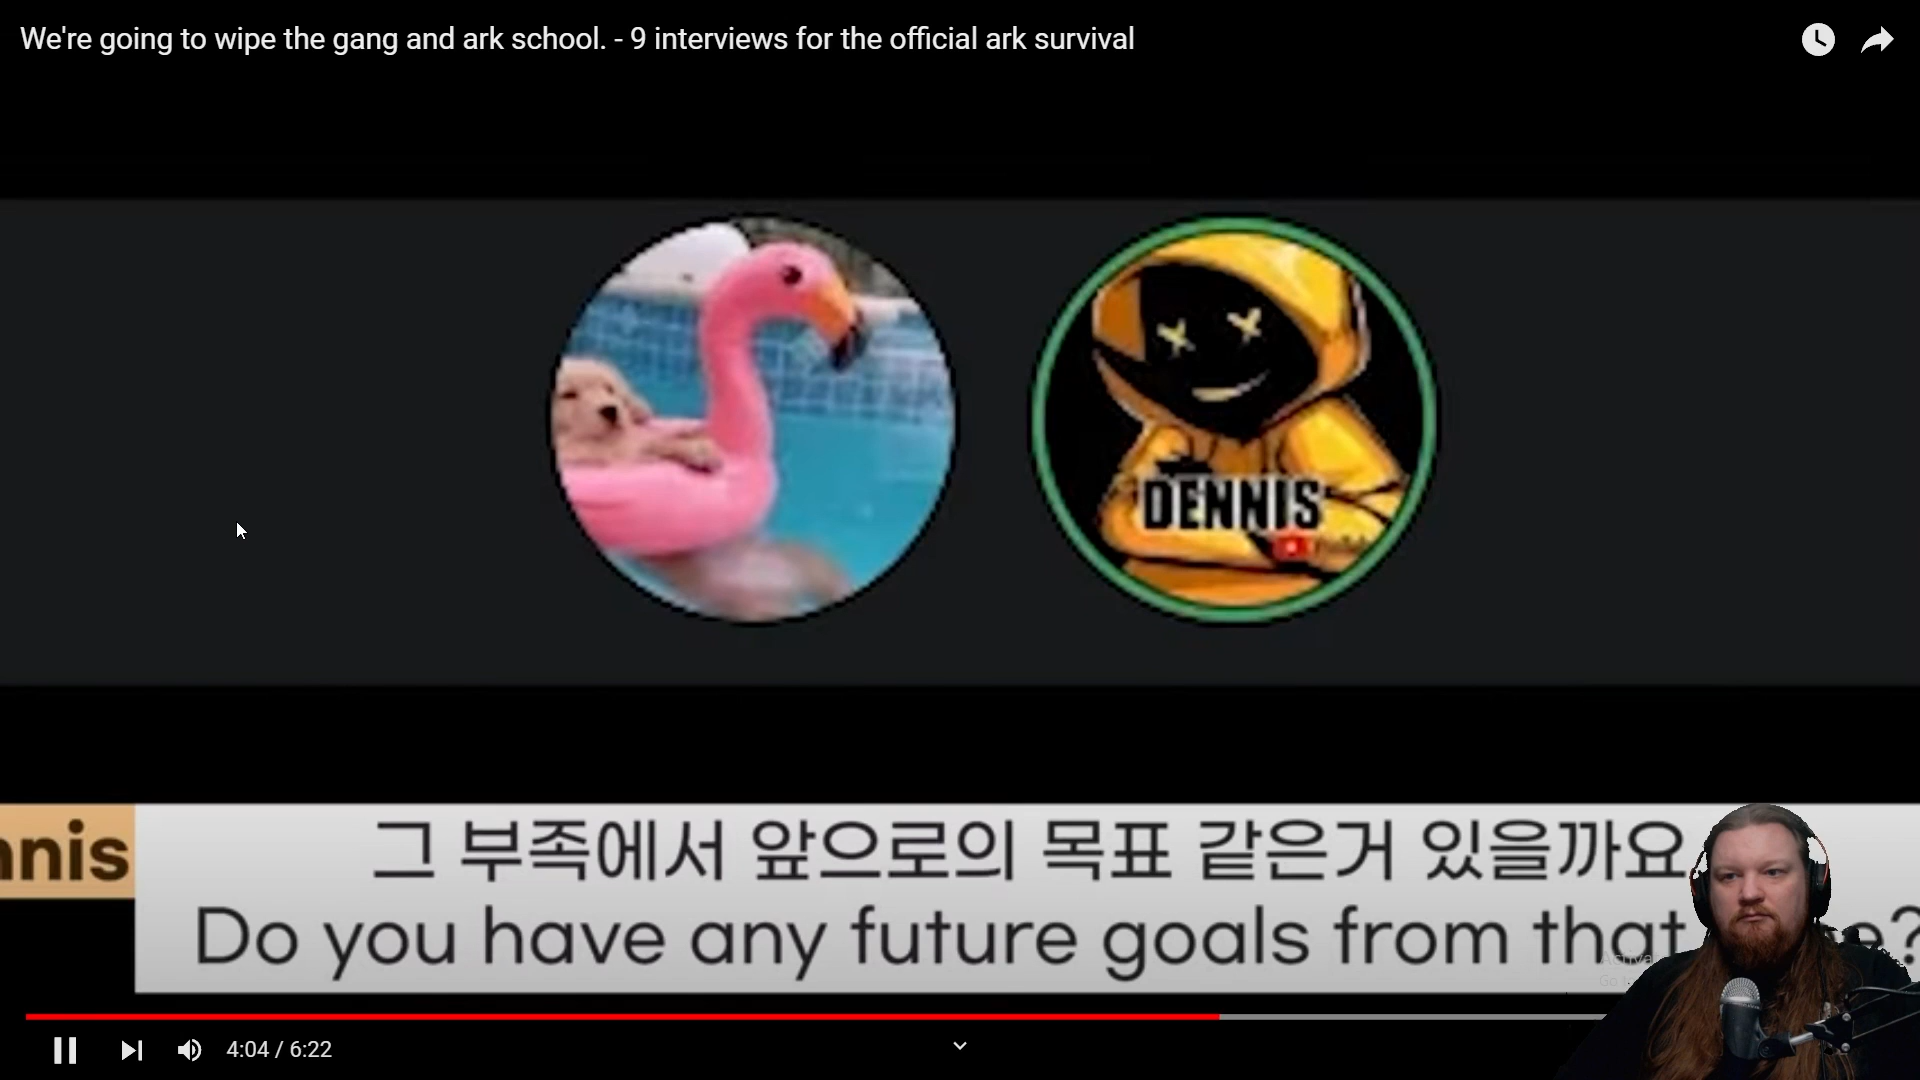 We're going to wipe the gang and ark school. - 9 interviews for the official ark survival
DENNIS
nnis
그 부족에서 앞으로의 목표 같은거 있을까요
Do you have any future goals from that e?
4:04 / 6:22